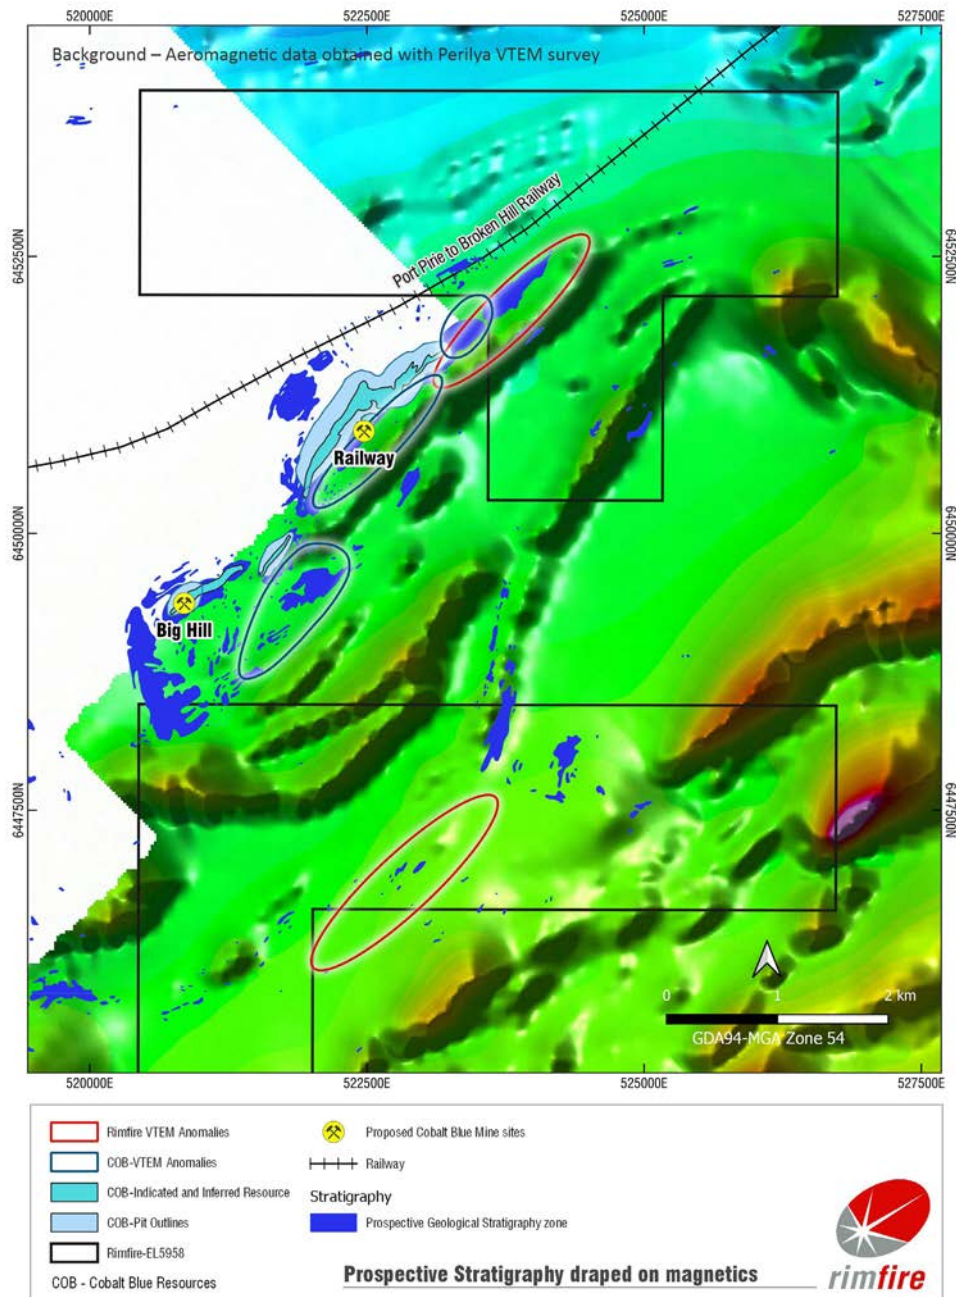 520000E 522500E 525000E 527500E
Background – Aeromagnetic data obtained with Perilya VTEM survey
Port Pirie to Broken Hill Railway
6452500N 6452500N
Railway
6450000N 6450000N
Big Hill
6447500N 6447500N
0 1 2 km
GDA94-MGA Zone 54
520000E 522500E 525000E 527500E
Rimfire VTEM Anomalies
COB-VTEM Anomalies
COB-Indicated and Inferred Resource
COB-Pit Outlines
Rimfire-EL5958
COB - Cobalt Blue Resources
Proposed Cobalt Blue Mine sites
Railway
Stratigraphy
Prospective Geological Stratigraphy zone
Prospective Stratigraphy draped on magnetics
rimfire